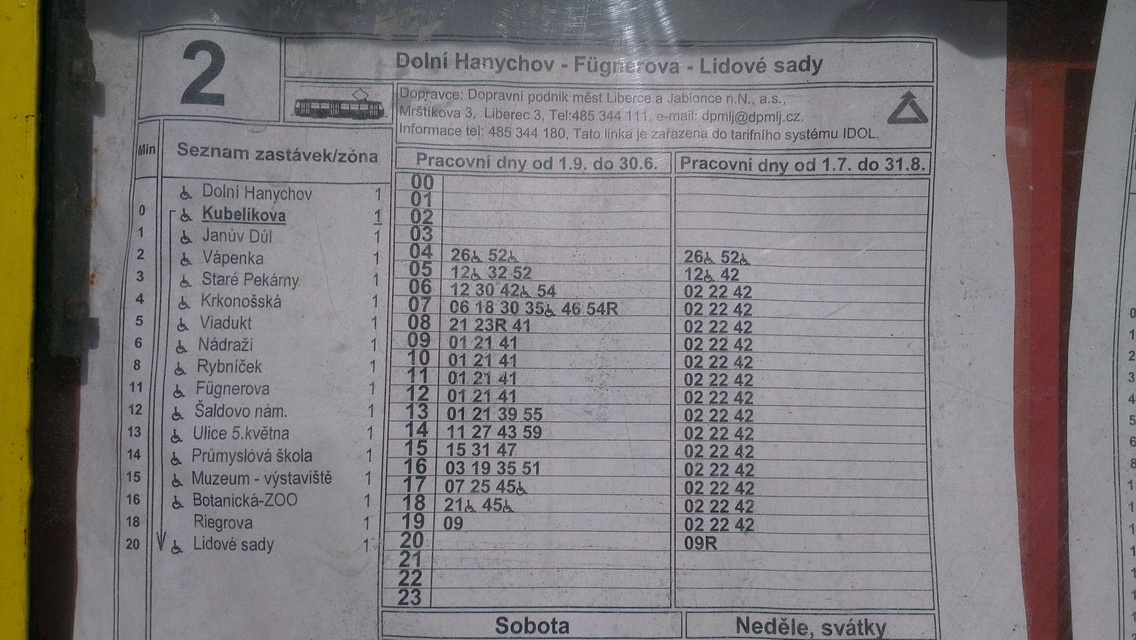 2
Dolní Hanychov - Fügnerova - Lidové sady
Dopravce: Dopravní podnik měst Liberce a Jablonce n.N., a.s.,
Mrštíkova 3, Liberec 3, Tel:485 344 111, e-mail: dpmlj@dpmlj.cz.
Informace tel: 485 344 180, Tato linka je zařazena do tarifního systému IDOL.
Min Seznam zastávek/zóna
Dolní Hanychov 1
0 Kubelíkova 1
1 Janův Důl 1
2 Vápenka 1
3 Staré Pekárny 1
4 Krkonošská 1
5 Viadukt 1
6 Nádraží 1
8 Rybníček 1
11 Fügnerova 1
12 Šaldovo nám. 1
13 Ulice 5.května 1
14 Průmyslová škola 1
15 Muzeum - výstaviště 1
16 Botanická-ZOO 1
18 Riegrova 1
20 Lidové sady 1
Pracovní dny od 1.9. do 30.6. Pracovní dny od 1.7. do 31.8.
00
01
02
03
04 26 52 26 52
05 12 32 52 12 42
06 12 30 42 54 02 22 42
07 06 18 30 35 46 54R 02 22 42
08 21 23R 41 02 22 42
09 01 21 41 02 22 42
10 01 21 41 02 22 42
11 01 21 41 02 22 42
12 01 21 41 02 22 42
13 01 21 39 55 02 22 42
14 11 27 43 59 02 22 42
15 15 31 47 02 22 42
16 03 19 35 51 02 22 42
17 07 25 45 02 22 42
18 21 45 02 22 42
19 09 02 22 42
20 09R
21
22
23
Sobota Neděle, svátky